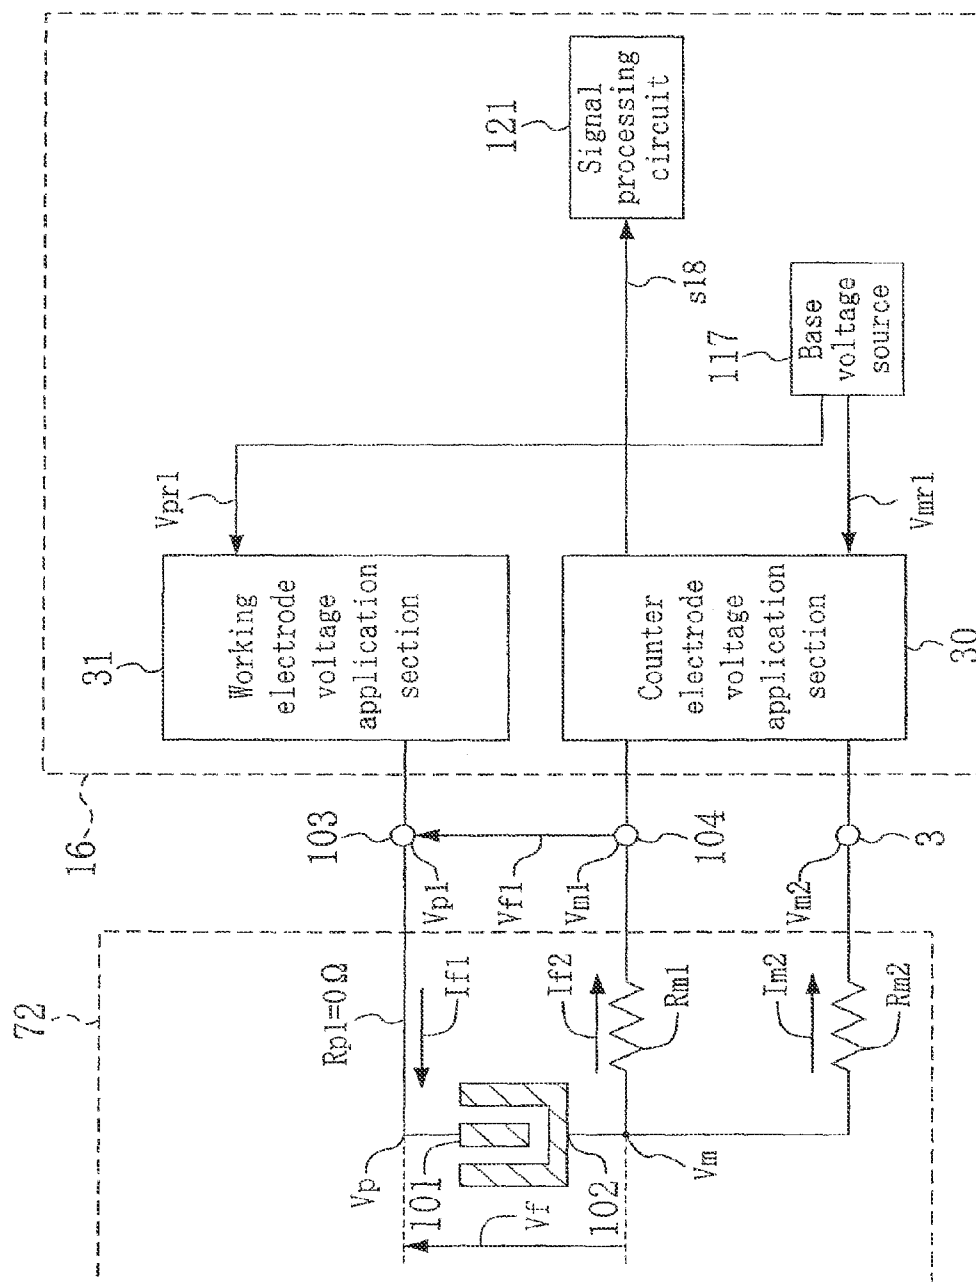 72
16
Vp
101
Vf
102
Vm
Rp1=0Ω
If1
If2
Rm1
Im2
Rm2
103
Vp1
Vf1
Vm1
104
Vm2
3
31
Working
electrode
voltage
application
section
Counter
electrode
voltage
application
section
30
Vpr1
Vmr1
s18
117
Base
voltage
source
121
Signal
processing
circuit